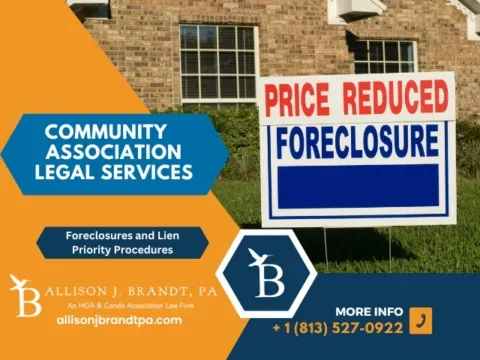 PRICE REDUCED
FORECLOSURE
COMMUNITY
ASSOCIATION
LEGAL SERVICES
Foreclosures and Lien
Priority Procedures
B
ALLISON J. BRANDT, PA
An HOA & Condo Association Law Firm
allisonjbrandtpa.com
B
MORE INFO
+ 1 (813) 527-0922